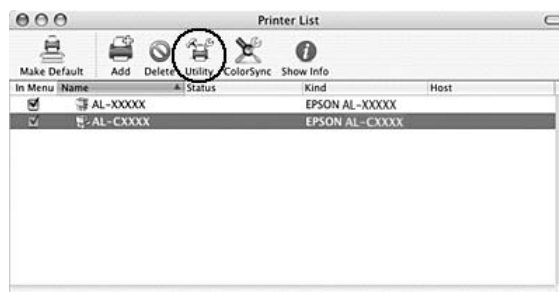 Printer List
Make Default Add Delete Utility ColorSync Show Info
In Menu Name Status Kind Host
AL-XXXXX EPSON AL-XXXXX
AL-CXXXX EPSON AL-CXXXX